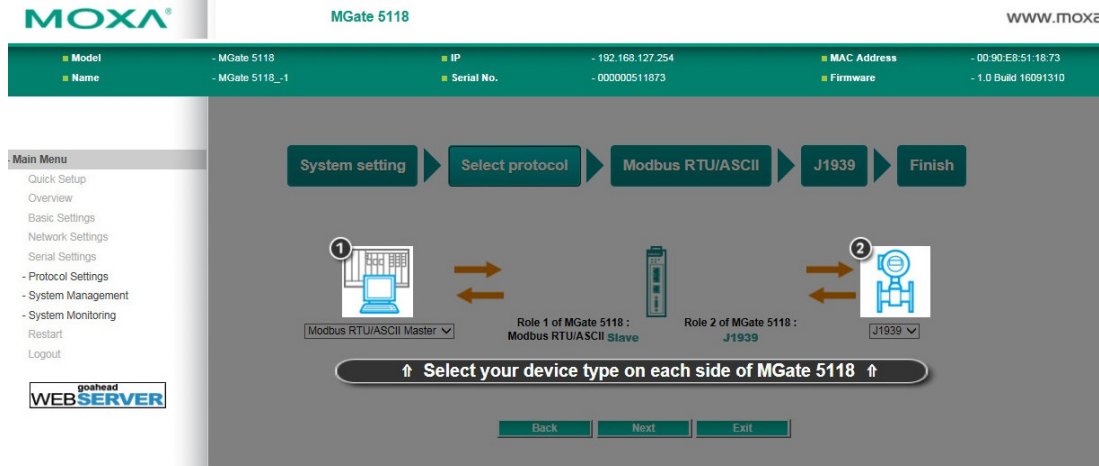 MOXA® MGate 5118 www.moxa
Model - MGate 5118 IP - 192.168.127.254 MAC Address - 00:90:E8:51:18:73
Name - MGate 5118_-1 Serial No. - 000000511873 Firmware - 1.0 Build 16091310
- Main Menu
Quick Setup
Overview
Basic Settings
Network Settings
Serial Settings
- Protocol Settings
- System Management
- System Monitoring
Restart
Logout
goahead
WEBSERVER
System setting Select protocol Modbus RTU/ASCII J1939 Finish
1 2
Modbus RTU/ASCII Master
Role 1 of MGate 5118 :
Modbus RTU/ASCII Slave
Role 2 of MGate 5118 :
J1939
J1939
⇑ Select your device type on each side of MGate 5118 ⇑
Back Next Exit